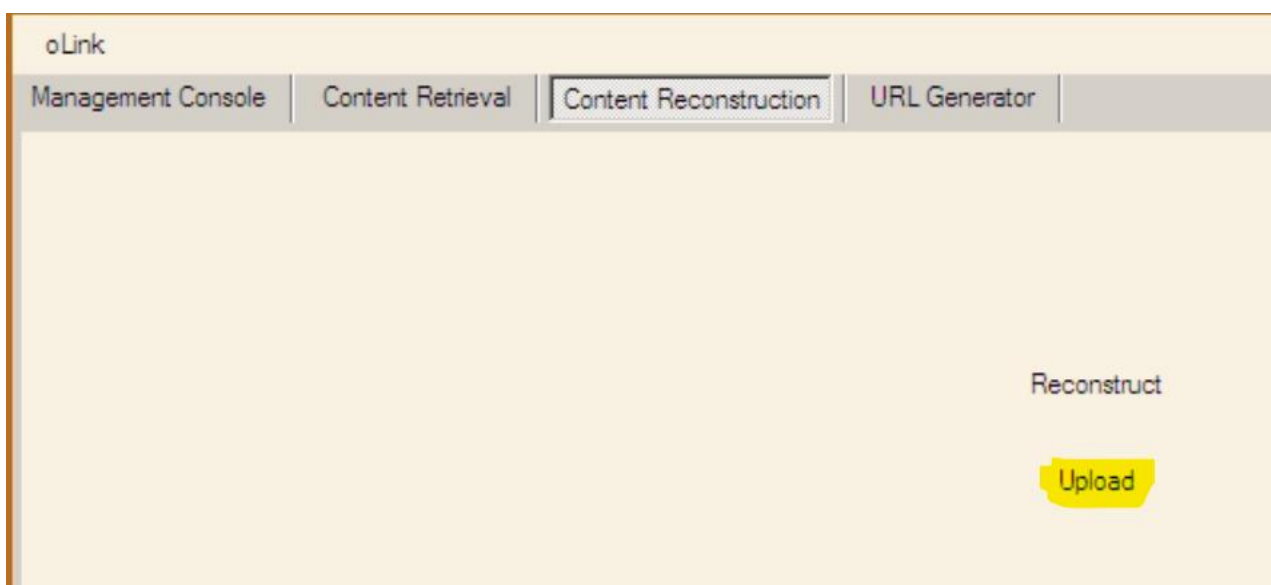 oLink
Management Console Content Retrieval Content Reconstruction URL Generator
Reconstruct
Upload